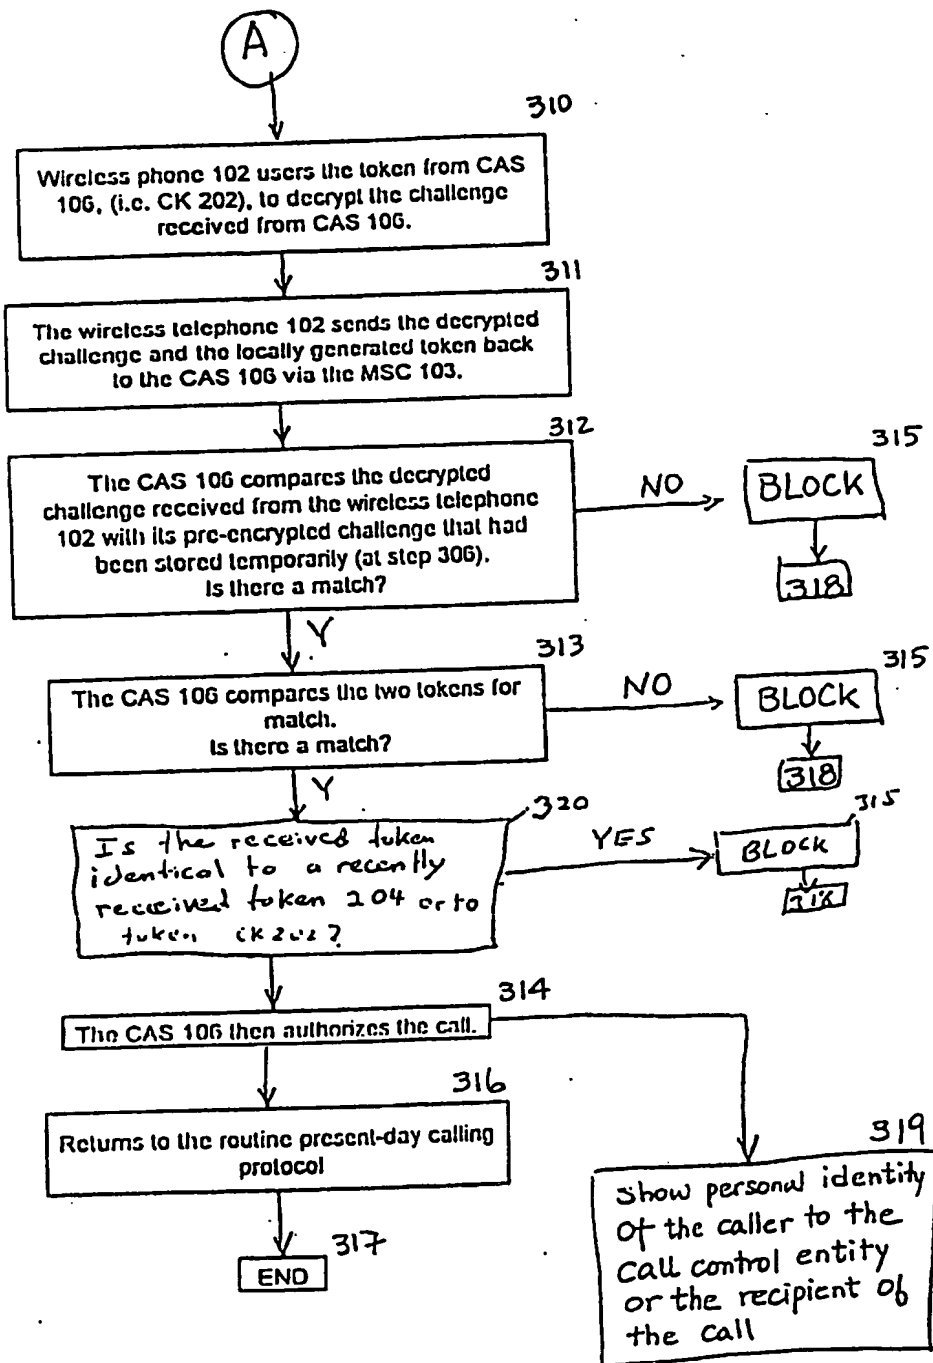 A
310
Wireless phone 102 users the token from CAS
106, (i.e. CK 202), to decrypt the challenge
received from CAS 106.
311
The wireless telephone 102 sends the decrypted
challenge and the locally generated token back
to the CAS 106 via the MSC 103.
312
The CAS 106 compares the decrypted
challenge received from the wireless telephone
102 with its pre-encrypted challenge that had
been stored temporarily (at step 306).
Is there a match?
NO
315
BLOCK
318
Y
313
The CAS 106 compares the two tokens for
match.
Is there a match?
NO
315
BLOCK
318
Y
320
Is the received token
identical to a recently
received token 204 or to
token
YES
315
BLOCK
318
314
The CAS 106 then authorizes the call.
316
Returns to the routine present-day calling
protocol
317
END
319
Show personal identity
Of the caller to the
Call control entity
or the recipient of
the call